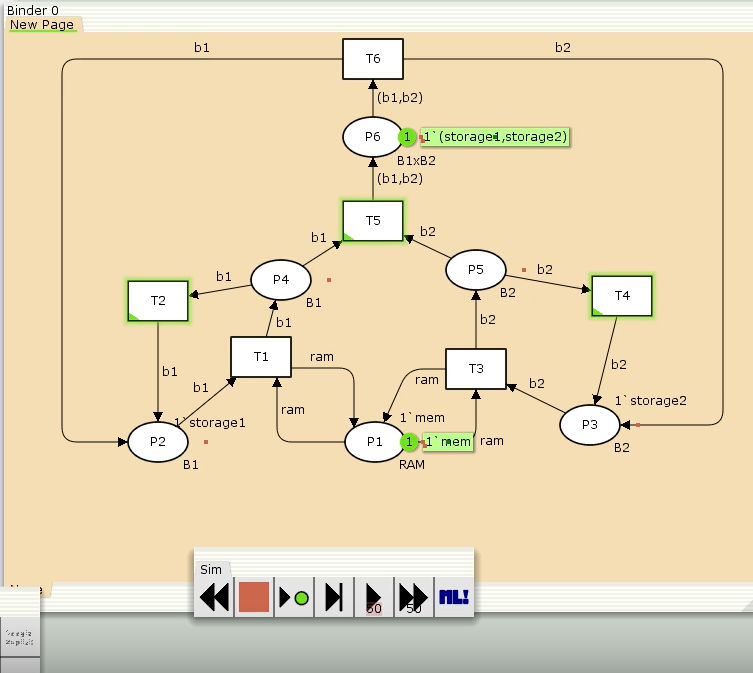 Binder 0
New Page
b1
b2
T6
(b1,b2)
P6
1
1`(storage1,storage2)
B1xB2
(b1,b2)
T5
b1
b2
b1
P4
B1
P5
b2
B2
T2
T4
b1
b2
ram
T1
T3
b1
b1
ram
ram
b2
b2
1`storage1
1`mem
1`storage2
P2
B1
P1
1
1`mem
ram
RAM
P3
B2
Sim
60
50
ML!